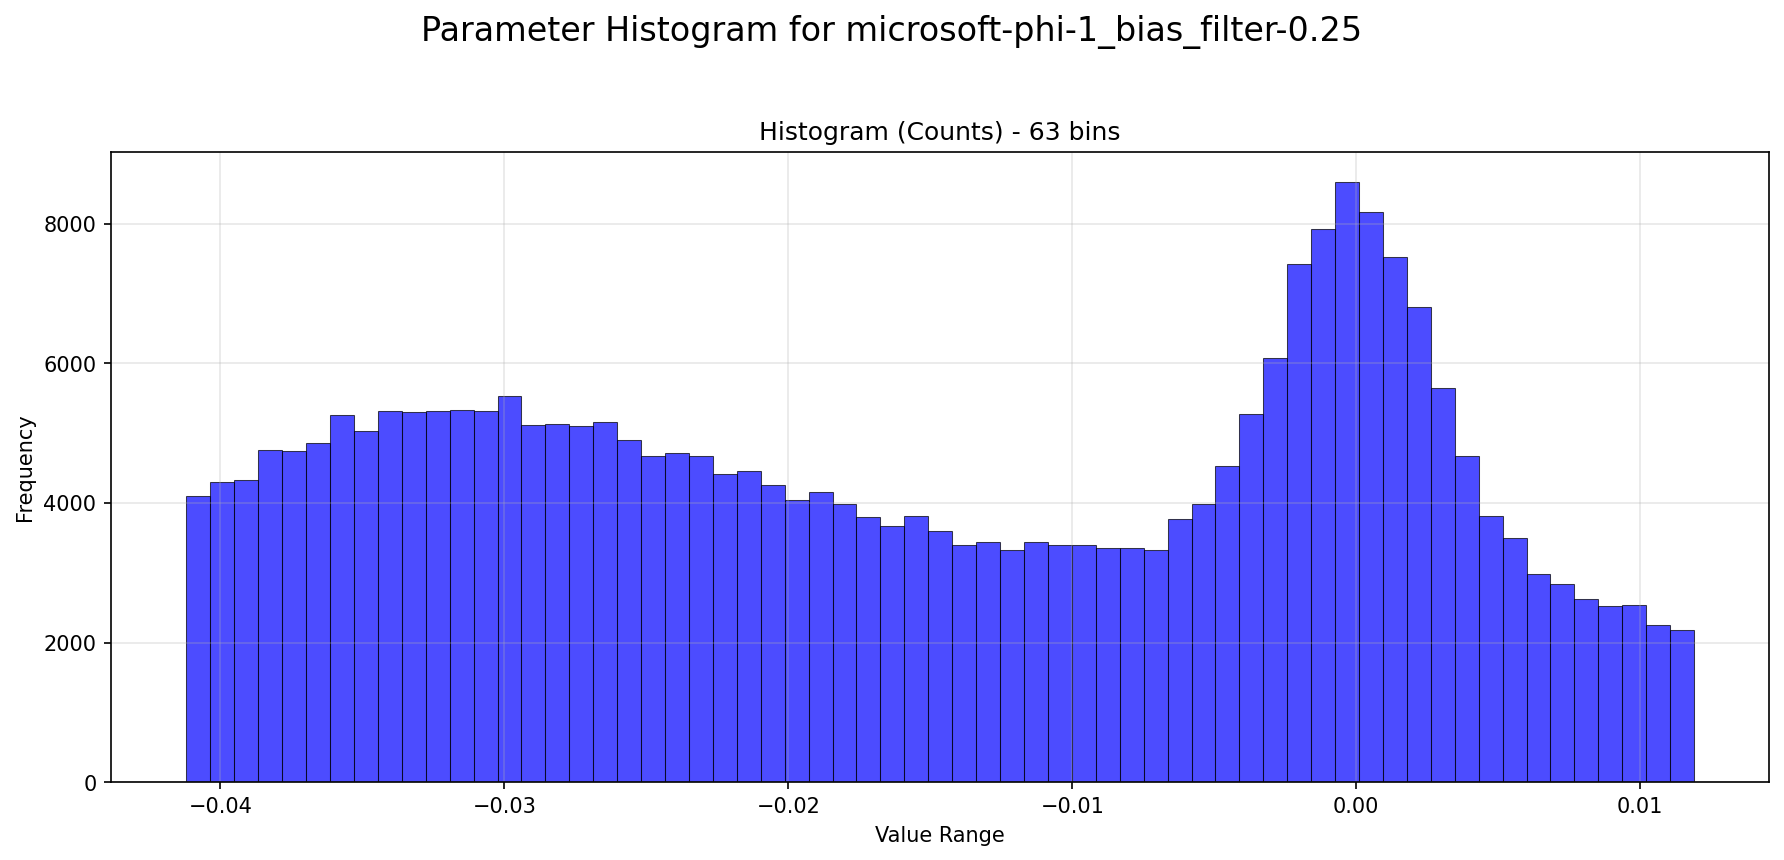 Parameter Histogram for microsoft-phi-1_bias_filter-0.25
Histogram (Counts) - 63 bins
Frequency
8000
6000
4000
2000
0
−0.04
−0.03
−0.02
−0.01
0.00
0.01
Value Range